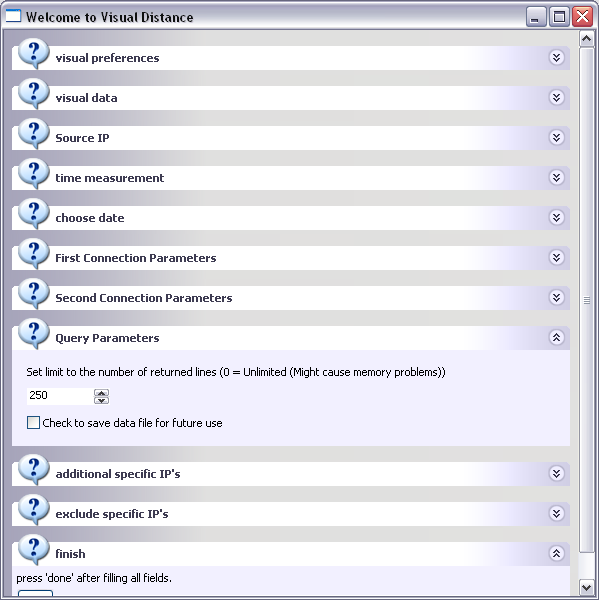 Welcome to Visual Distance
visual preferences
visual data
Source IP
time measurement
choose date
First Connection Parameters
Second Connection Parameters
Query Parameters
Set limit to the number of returned lines (0 = Unlimited (Might cause memory problems))
250
Check to save data file for future use
additional specific IP's
exclude specific IP's
finish
press 'done' after filling all fields.